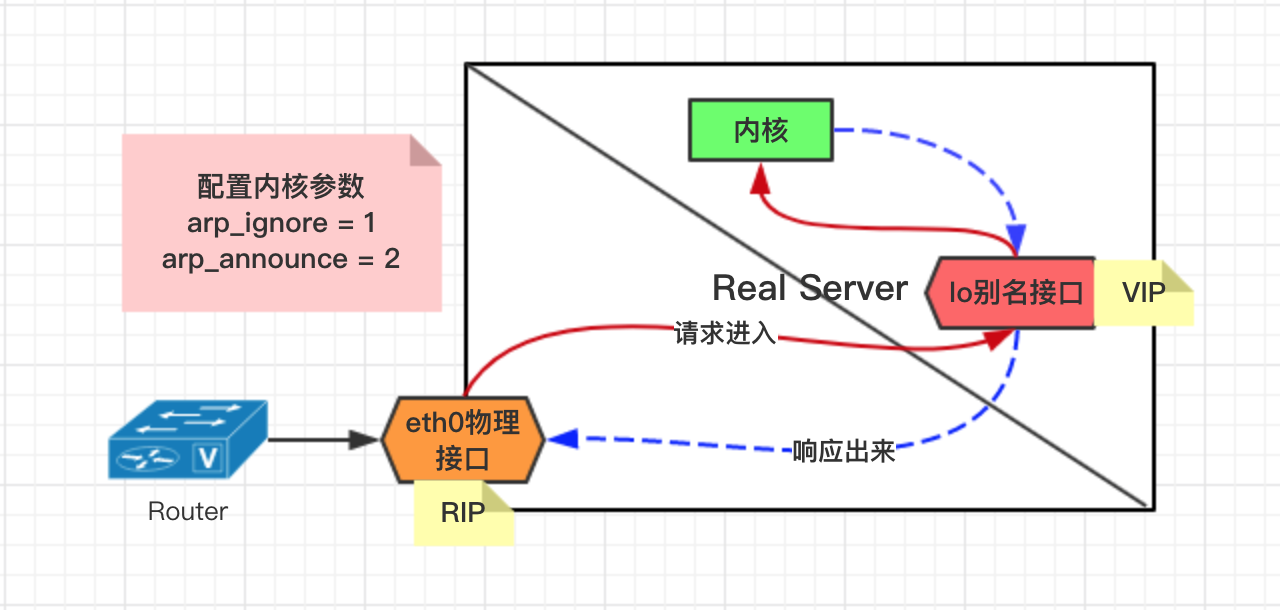 内核
配置内核参数
arp_ignore = 1
arp_announce = 2
Real Server
lo别名接口
VIP
请求进入
eth0物理
接口
响应出来
V
Router
RIP